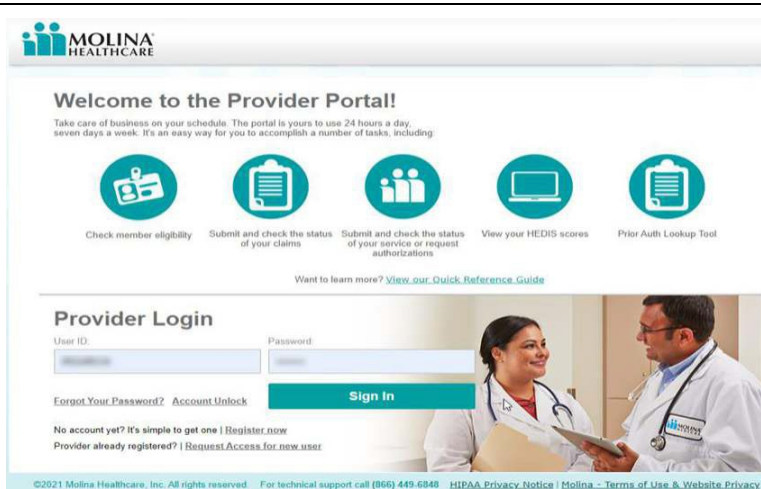 MOLINA
HEALTHCARE
Welcome to the Provider Portal!
Take care of business on your schedule. The portal is yours to use 24 hours a day,
seven days a week. It's an easy way for you to accomplish a number of tasks, including:
Check member eligibility
Submit and check the status
of your claims
Submit and check the status
of your service or request
authorizations
View your HEDIS scores
Prior Auth Lookup Tool
Want to learn more? View our Quick Reference Guide
Provider Login
User ID:
Password:
Forgot Your Password? Account Unlock
Sign In
No account yet? It's simple to get one | Register now
Provider already registered? | Request Access for new user
MOLINA
HEALTHCARE
©2021 Molina Healthcare, Inc. All rights reserved. For technical support call (866) 449-6848 HIPAA Privacy Notice | Molina - Terms of Use & Website Privacy